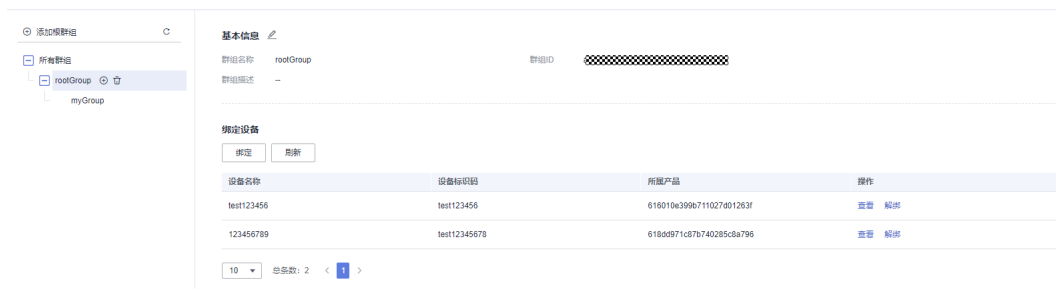 添加根群组
所有群组
rootGroup
myGroup
基本信息
群组名称 rootGroup 群组ID
群组描述 --
绑定设备
绑定 刷新
设备名称 设备标识码 所属产品 操作
test123456 test123456 616010e399b711027d01263f 查看 解绑
123456789 test12345678 618dd971c87b740285c8a796 查看 解绑
10 总条数: 2 < 1 >